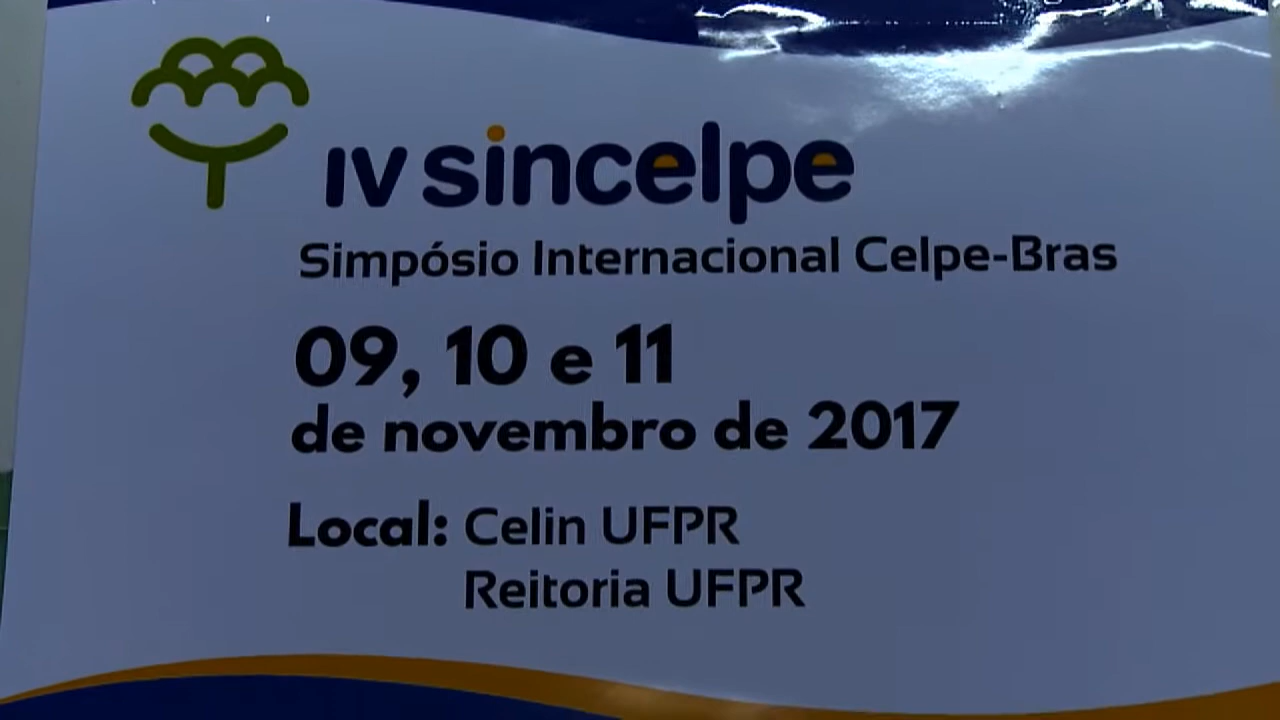 IV sincelpe
Simpósio Internacional Celpe-Bras
09, 10 e 11
de novembro de 2017
Local: Celin UFPR
Reitoria UFPR